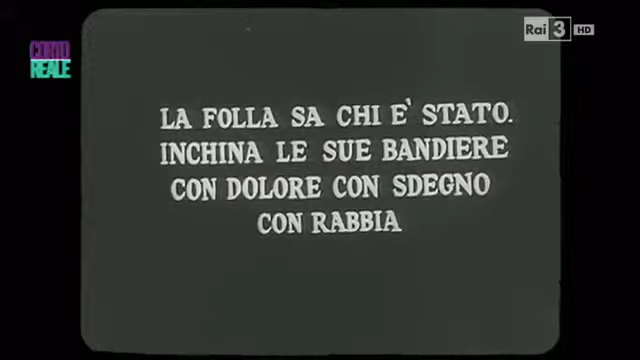 CORTO
REALE
Rai 3 HD
LA FOLLA SA CHI E' STATO.
INCHINA LE SUE BANDIERE
CON DOLORE CON SDEGNO
CON RABBIA